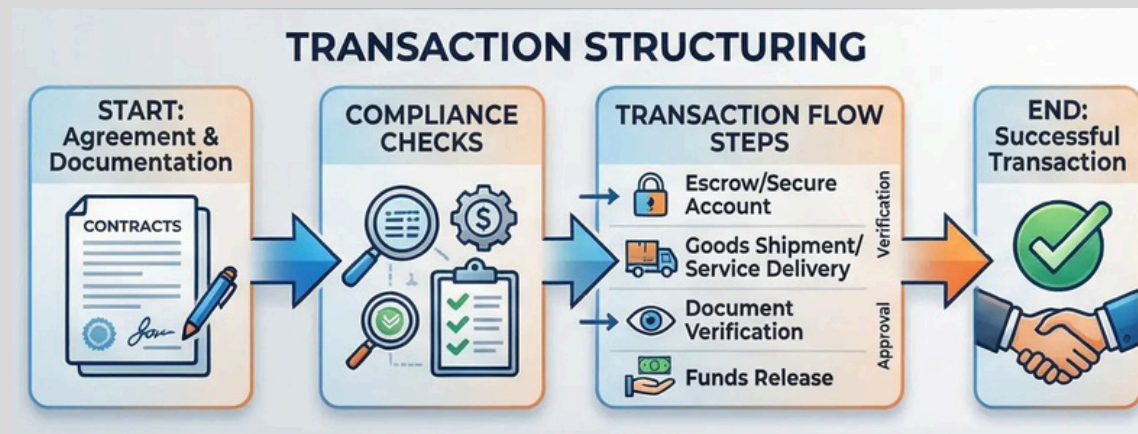 TRANSACTION STRUCTURING
START:
Agreement &
Documentation
CONTRACTS
COMPLIANCE
CHECKS
$
TRANSACTION FLOW
STEPS
Escrow/Secure
Account
Goods Shipment/
Service Delivery
Verification
Document
Verification
Funds Release
Approval
END:
Successful
Transaction